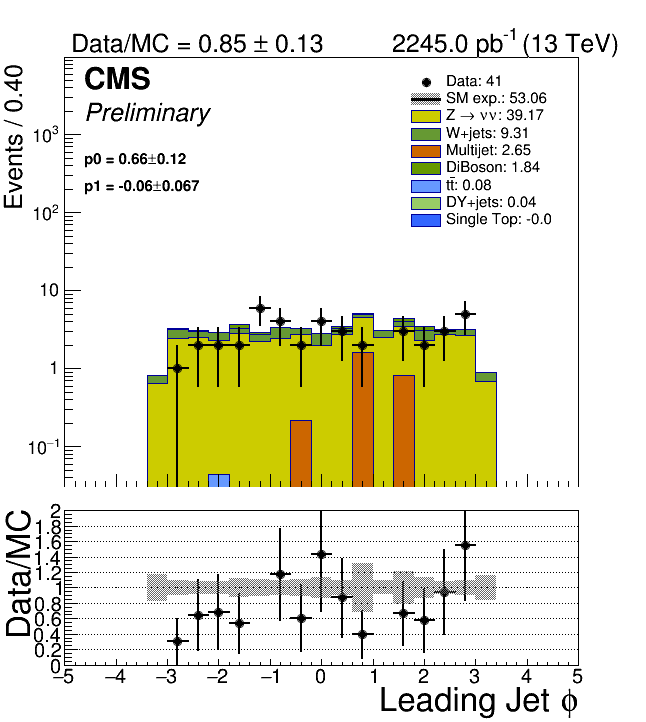 Data/MC = 0.85 ± 0.13 2245.0 pb⁻¹ (13 TeV)
CMS
Preliminary
p0 = 0.66±0.12
p1 = -0.06±0.067
Data: 41
SM exp.: 53.06
Z → νν: 39.17
W+jets: 9.31
Multijet: 2.65
DiBoson: 1.84
tt̄: 0.08
DY+jets: 0.04
Single Top: -0.0
Events / 0.40
10³
10²
10
1
10⁻¹
Data/MC
2
1.8
1.6
1.4
1.2
1
0.8
0.6
0.4
0.2
0
−5 −4 −3 −2 −1 0 1 2 3 4 5
Leading Jet ϕ